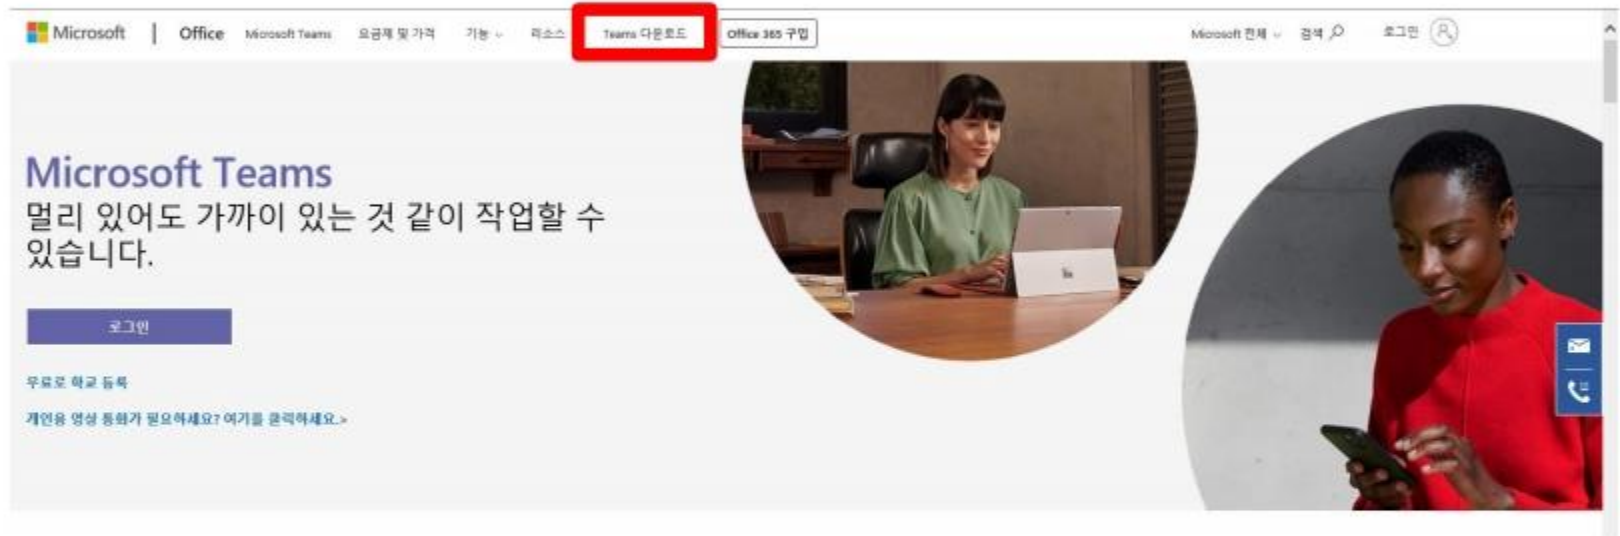 Microsoft | Office Microsoft Teams 요금제 및 가격 기능 리소스 Teams 다운로드 Office 365 구입 Microsoft 전체 검색 로그인
Microsoft Teams
멀리 있어도 가까이 있는 것 같이 작업할 수
있습니다.
로그인
무료로 학교 등록
개인용 영상 통화가 필요하세요? 여기를 클릭하세요.>